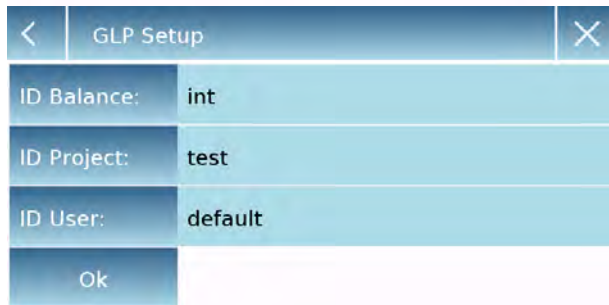 GLP Setup
ID Balance: int
ID Project: test
ID User: default
Ok